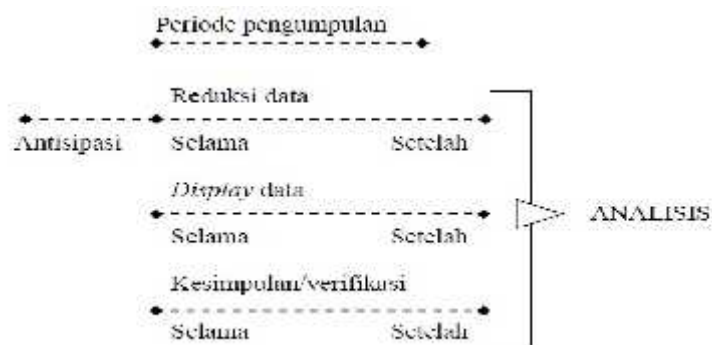 Periode pengumpulan
Reduksi data
Antisipasi Selama Setelah
Display data
Selama Setelah
ANALISIS
Kesimpulan/verifikasi
Selama Setelah